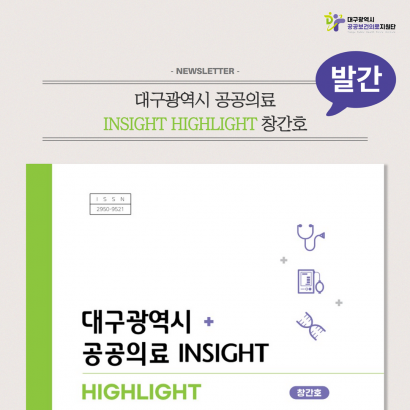 대구광역시
공공보건의료지원단
- NEWSLETTER -
발간
대구광역시 공공의료
INSIGHT HIGHLIGHT 창간호
ISSN
2950-9521
대구광역시 +
공공의료 INSIGHT
HIGHLIGHT
창간호